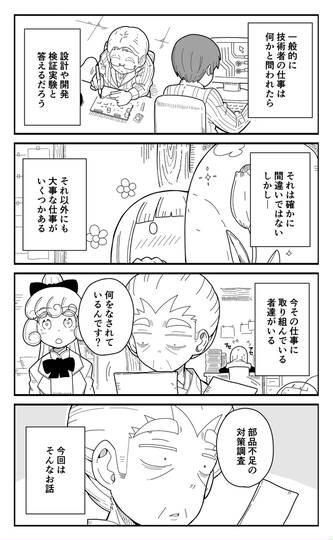 一般的に
技術者の仕事は
何かと問われたら
設計や開発
検証実験と
答えるだろう
それは確かに
間違いではない
しかし―
それ以外にも
大事な仕事が
いくつかある
今その仕事に
取り組んでいる
者達がいる
何をなされて
いるんです？
部品不足の
対策調査
今回は
そんなお話